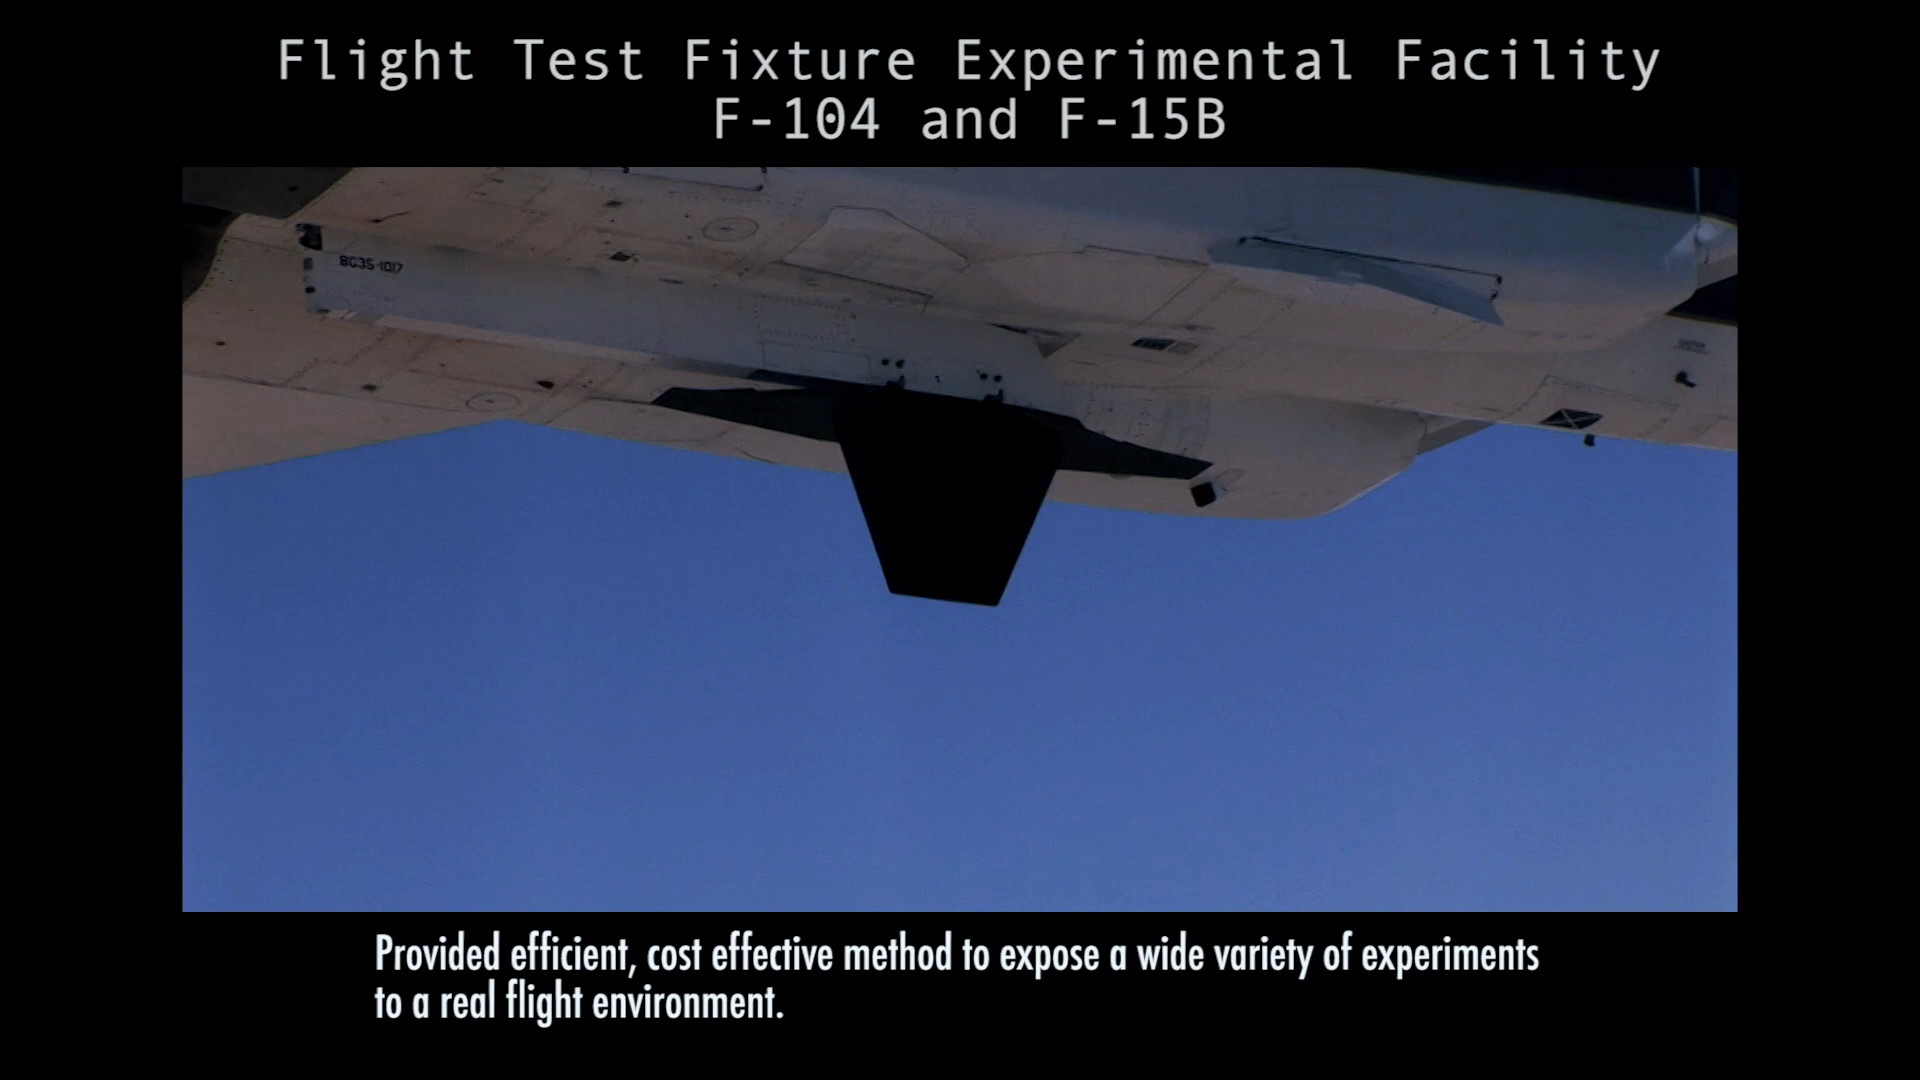 Flight Test Fixture Experimental Facility
F-104 and F-15B
Provided efficient, cost effective method to expose a wide variety of experiments
to a real flight environment.